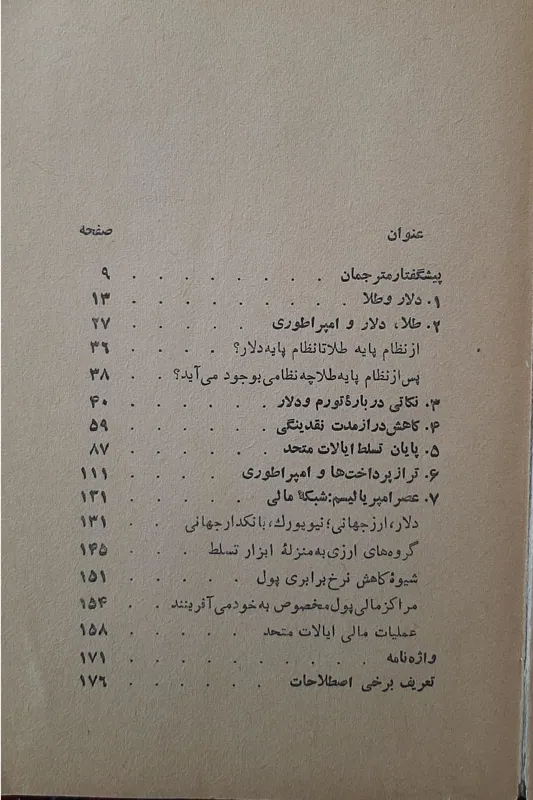 عنوان صفحه
پیشگفتار مترجمان . . . . . . . . ۹
۱. دلار و طلا . . . . . . . . ۱۳
۲. طلا، دلار و امپراطوری . . . . . ۲۷
از نظام پایه طلا تا نظام پایه دلار؟ . . . . ۳۶
پس از نظام پایه طلا چه نظامی بوجود می‌آید؟ . . ۳۸
۳. نکاتی درباره تورم و دلار . . . . . . ۴۰
۴. کاهش دراز مدت نقدینگی . . . . . . ۵۹
۵. پایان تسلط ایالات متحد . . . . . . ۸۷
۶. تراز پرداخت‌ها و امپراطوری . . . . . ۱۱۱
۷. عصر امپریالیسم: شبکهٔ مالی . . . . . ۱۳۱
دلار، ارز جهانی؛ نیویورك، بانکدار جهانی ۱۳۱
گروه‌های ارزی به منزلهٔ ابزار تسلط . . . ۱۴۵
شیوهٔ کاهش نرخ برابری پول . . . . . ۱۵۱
مراکز مالی پول مخصوص به خود می‌آفرینند . . ۱۵۴
عملیات مالی ایالات متحد . . . . . ۱۵۸
واژه‌نامه . . . . . . . . . ۱۷۱
تعریف برخی اصطلاحات . . . . . . ۱۷۶